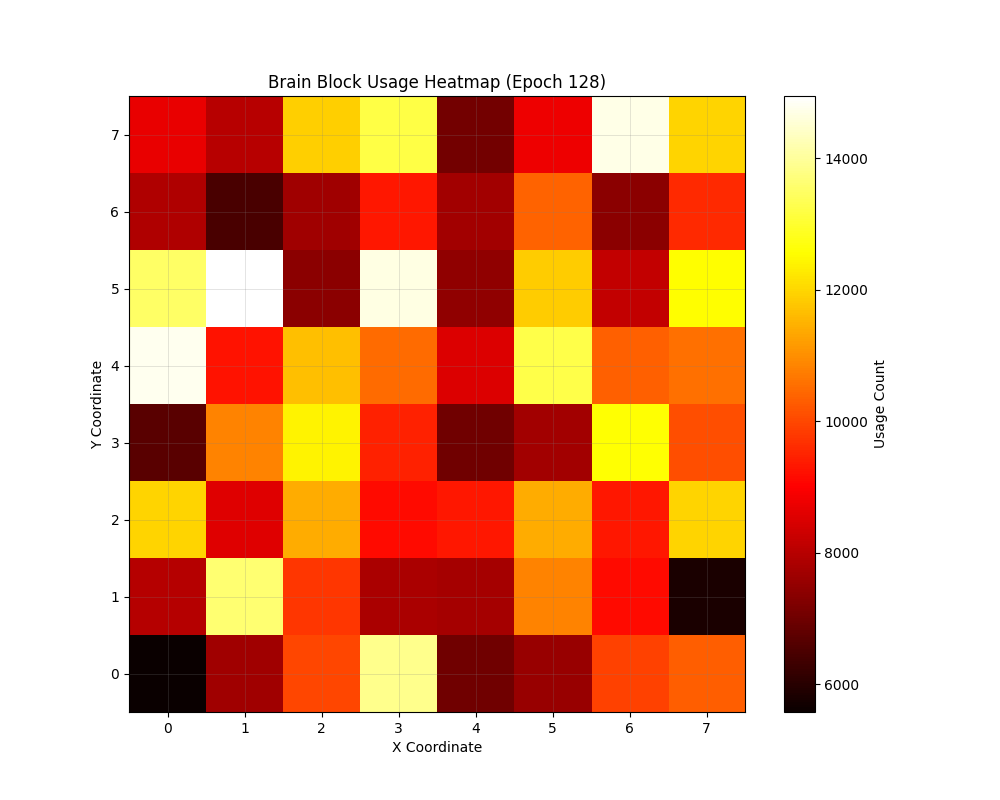 Brain Block Usage Heatmap (Epoch 128)
7
6
5
4
3
2
1
0
Y Coordinate
0 1 2 3 4 5 6 7
X Coordinate
14000
12000
10000
8000
6000
Usage Count